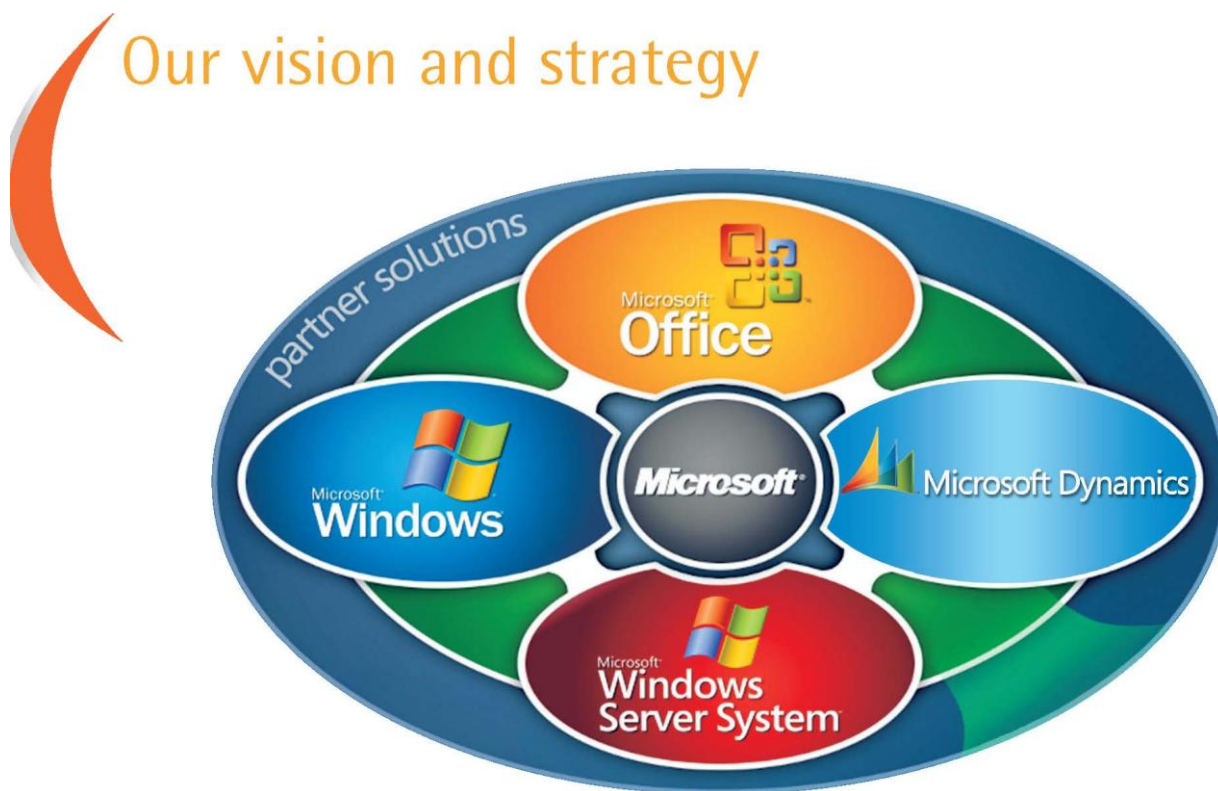 Our vision and strategy
partner solutions
Microsoft
Office
Microsoft
Windows
Microsoft
Microsoft Dynamics
Microsoft
Windows
Server System